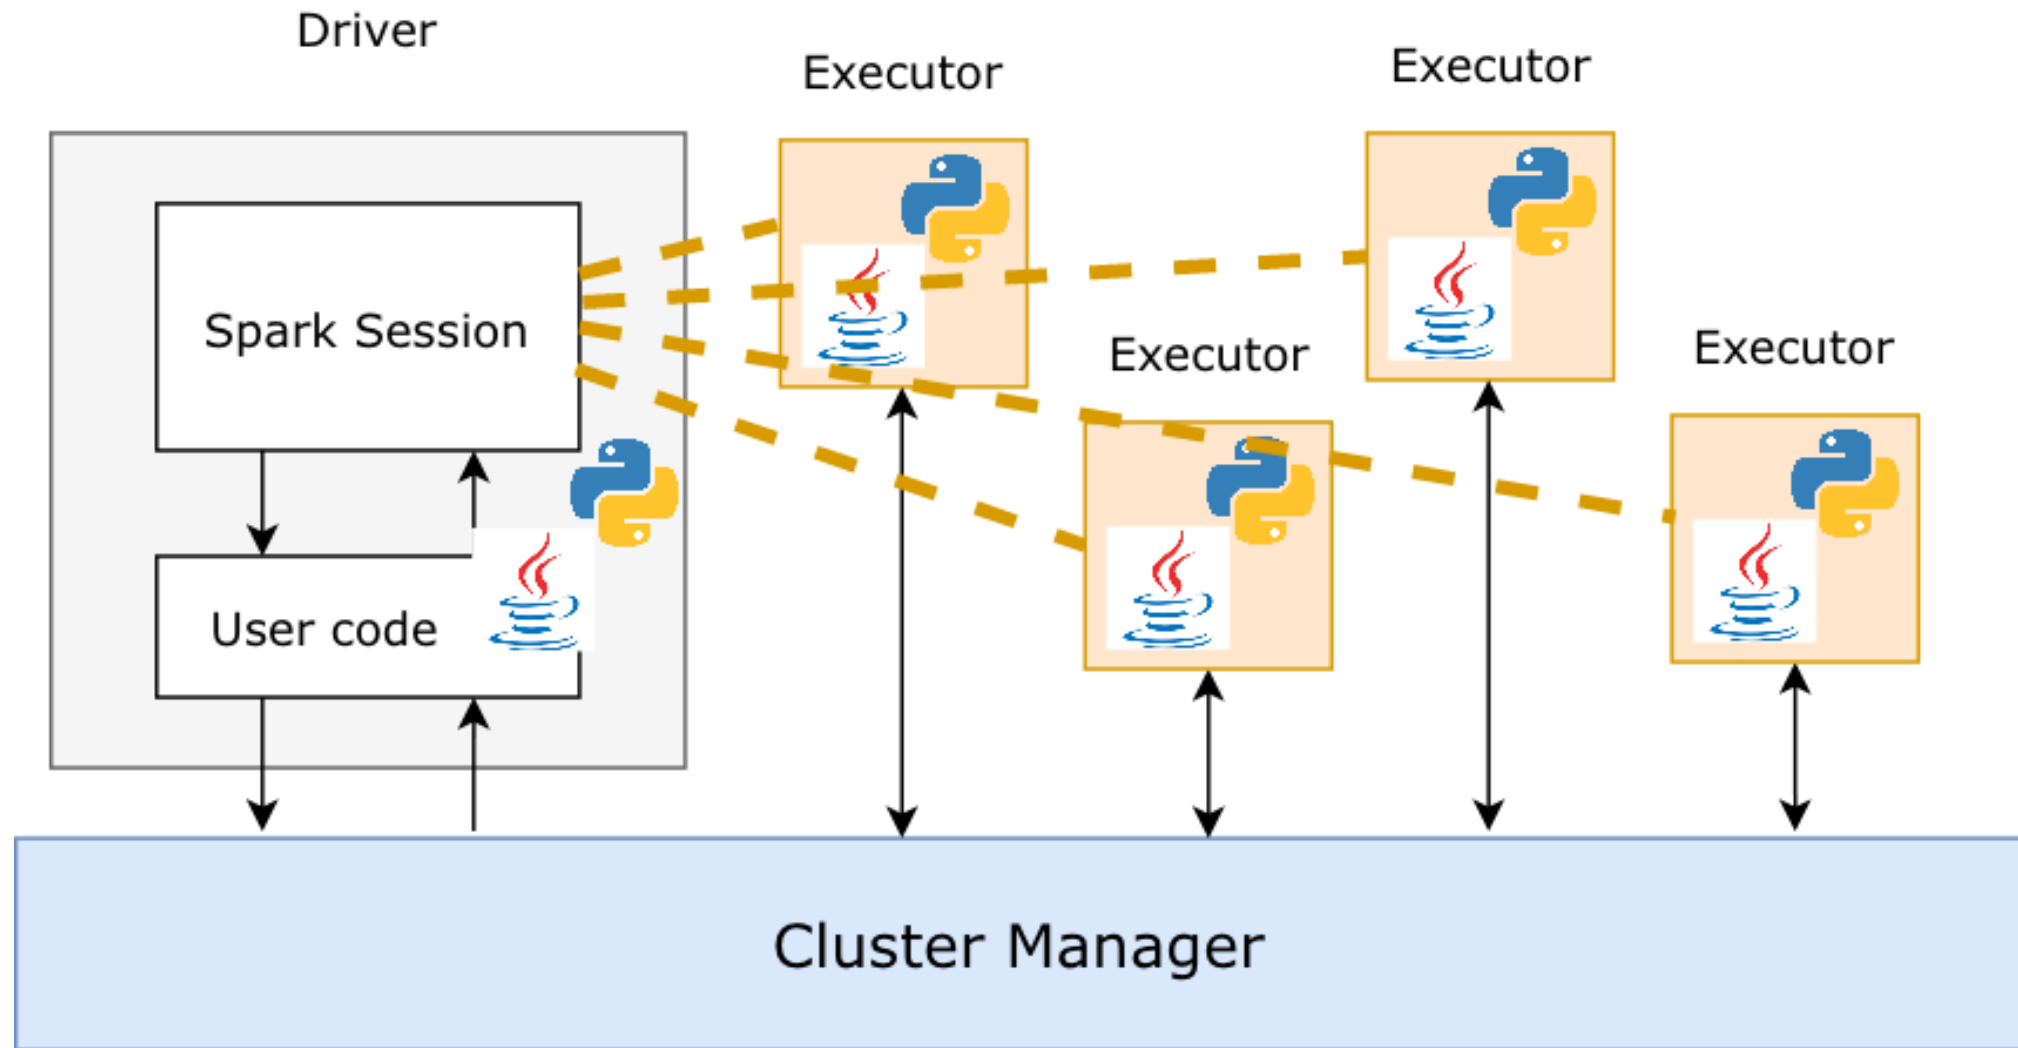 Driver
Executor
Executor
Spark Session
Executor
Executor
User code
Cluster Manager